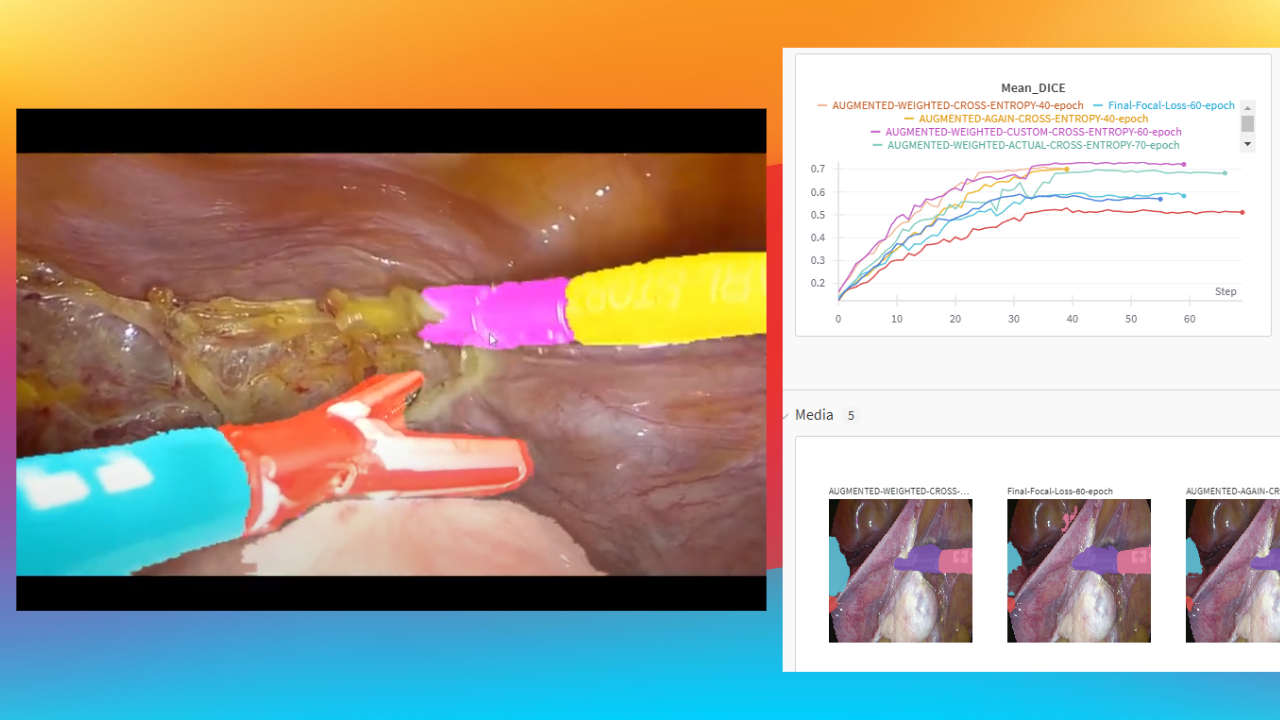 Mean_DICE
AUGMENTED-WEIGHTED-CROSS-ENTROPY-40-epoch Final-Focal-Loss-60-epoch
AUGMENTED-AGAIN-CROSS-ENTROPY-40-epoch
AUGMENTED-WEIGHTED-CUSTOM-CROSS-ENTROPY-60-epoch
AUGMENTED-WEIGHTED-ACTUAL-CROSS-ENTROPY-70-epoch
0.7
0.6
0.5
0.4
0.3
0.2
Step
0 10 20 30 40 50 60
Media 5
AUGMENTED-WEIGHTED-CROSS-... Final-Focal-Loss-80-epoch AUGMENTED-AGAIN-CR